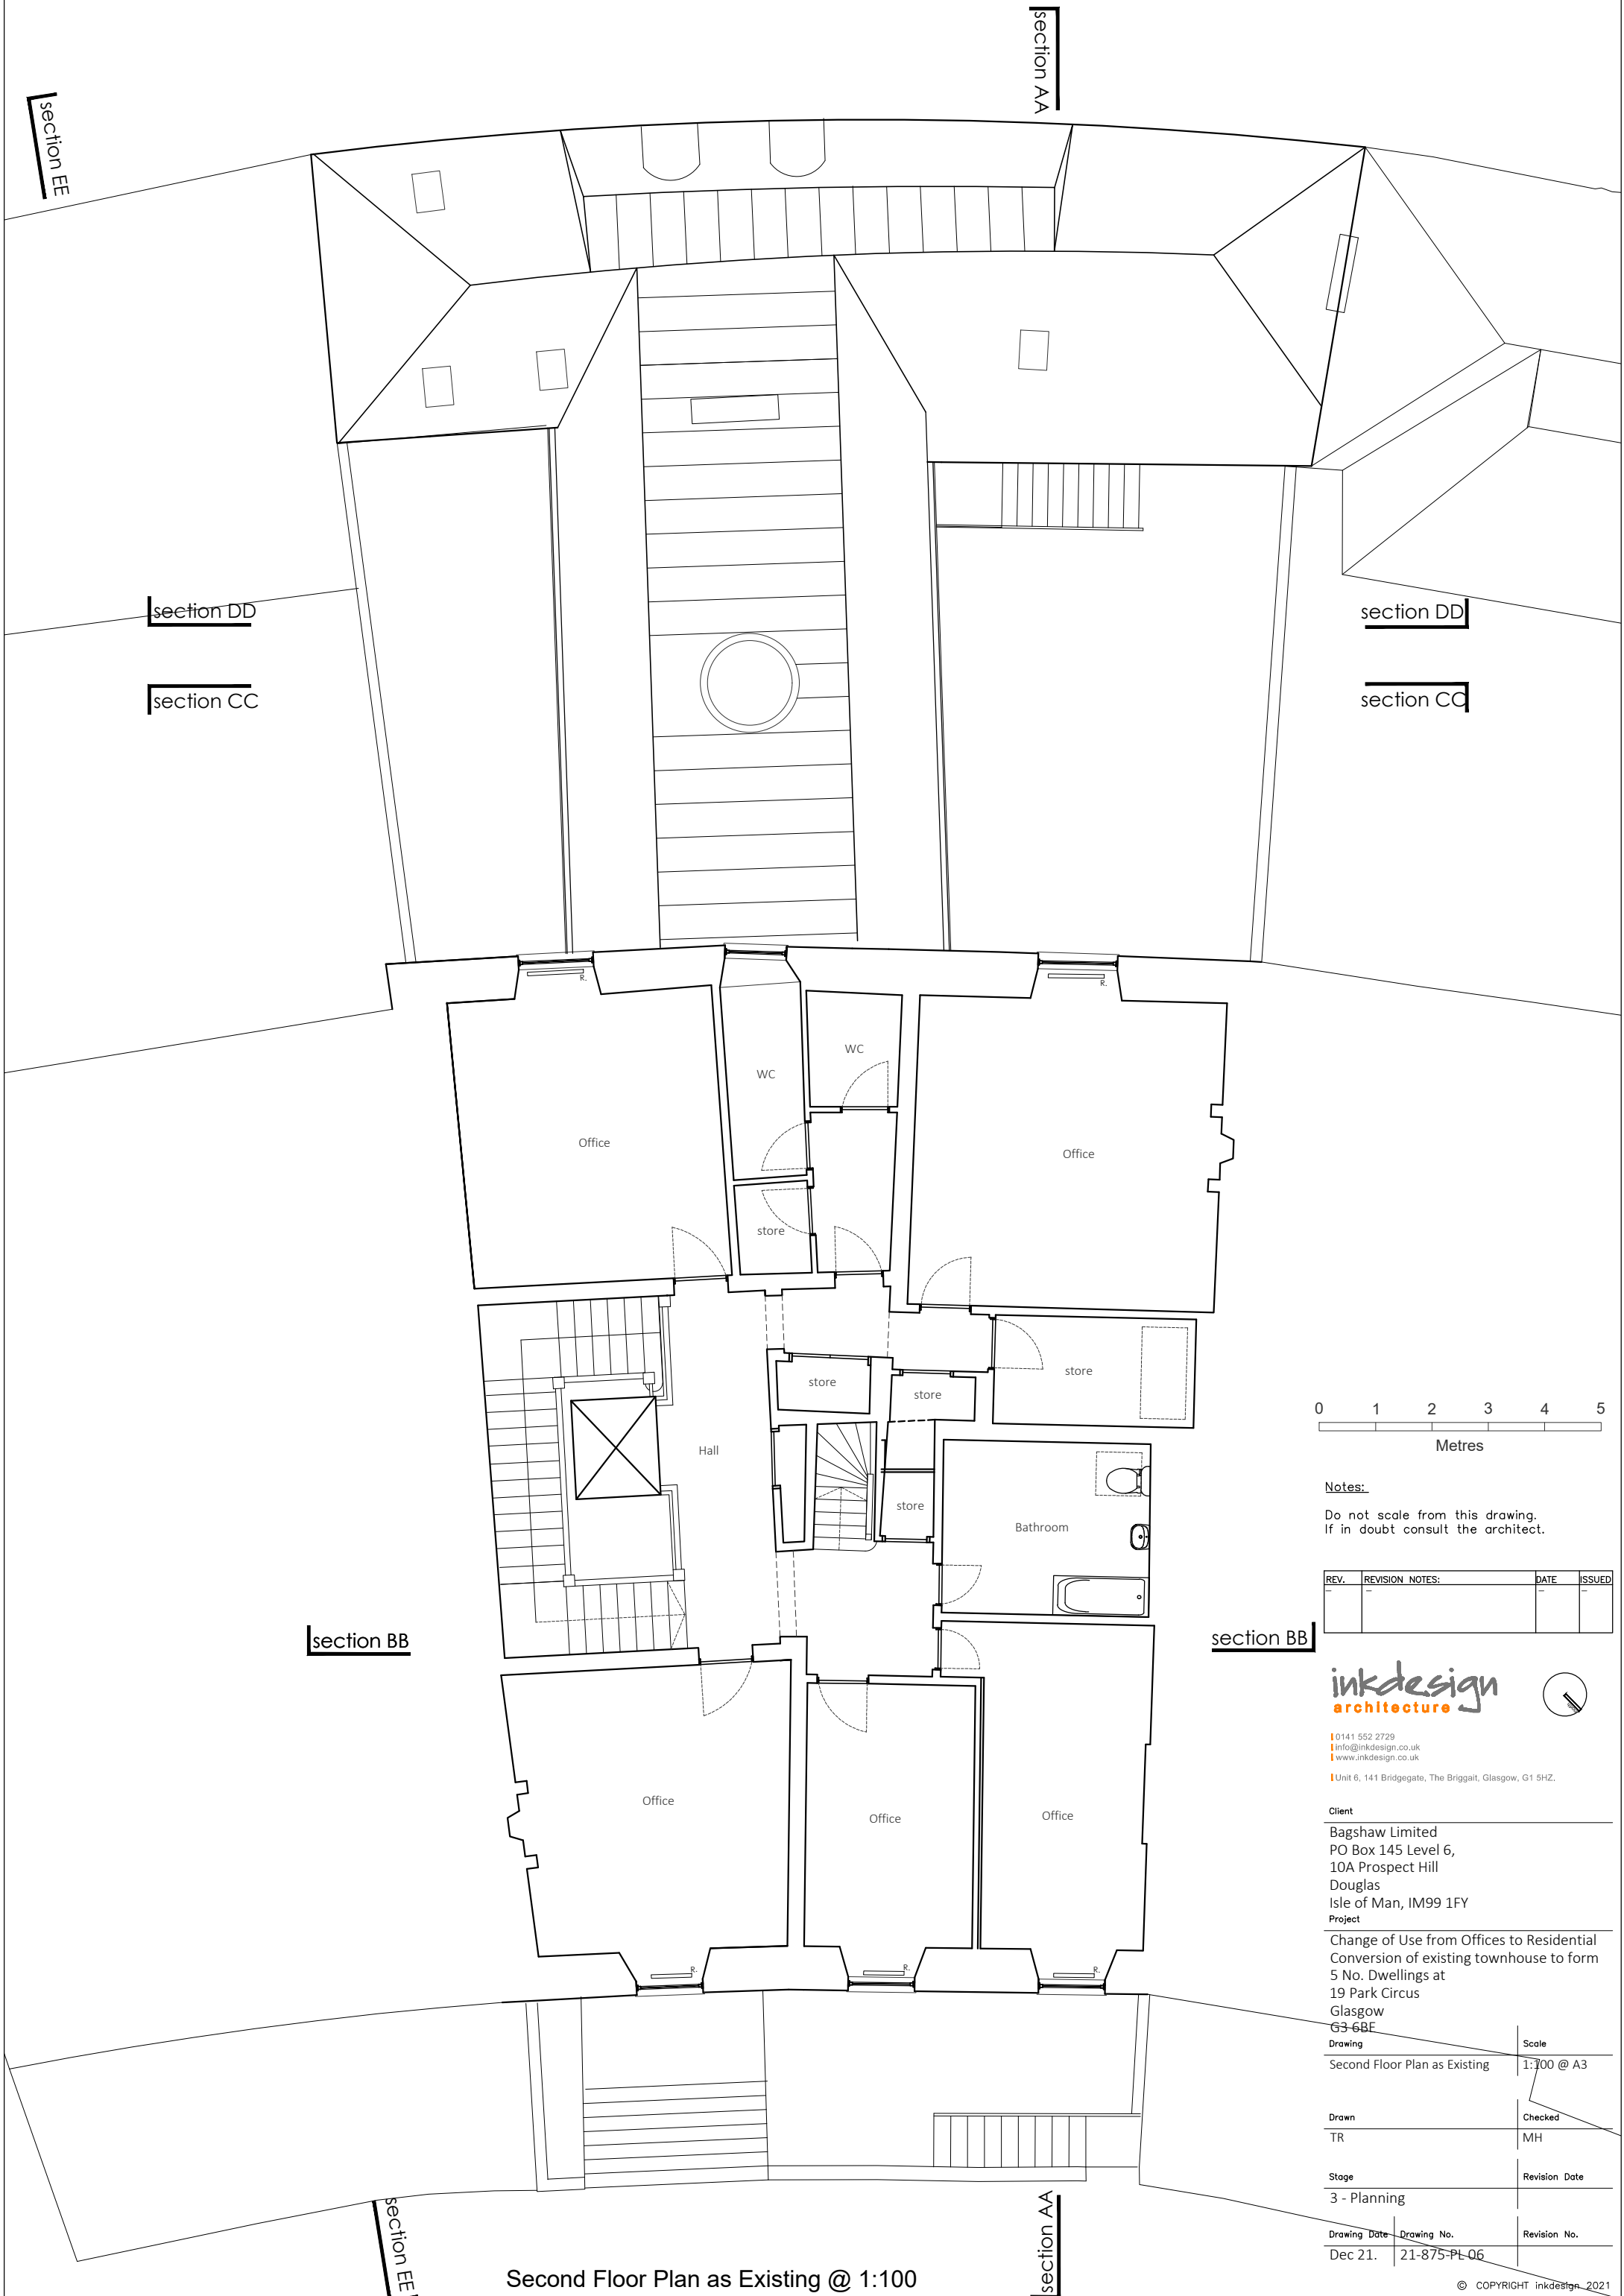 section AA
section EE
section DD
section DD
section CC
section CC
R.
R.
WC
WC
Office
Office
store
store
store
store
Hall
store
Bathroom
0 1 2 3 4 5
Metres
Notes:
Do not scale from this drawing.
If in doubt consult the architect.
REV. REVISION NOTES: DATE ISSUED
– – – –
section BB
section BB
inkdesign
architecture
0141 552 2729
info@inkdesign.co.uk
www.inkdesign.co.uk
Unit 6, 141 Bridgegate, The Briggait, Glasgow, G1 5HZ.
Office
Office
Office
R.
R.
R.
Client
Bagshaw Limited
PO Box 145 Level 6,
10A Prospect Hill
Douglas
Isle of Man, IM99 1FY
Project
Change of Use from Offices to Residential
Conversion of existing townhouse to form
5 No. Dwellings at
19 Park Circus
Glasgow
G3 6BE
Drawing Scale
Second Floor Plan as Existing 1:100 @ A3
Drawn Checked
TR MH
Stage Revision Date
3 - Planning
Drawing Date Drawing No. Revision No.
Dec 21. 21-875-PL 06
section EE
section AA
Second Floor Plan as Existing @ 1:100
© COPYRIGHT inkdesign 2021